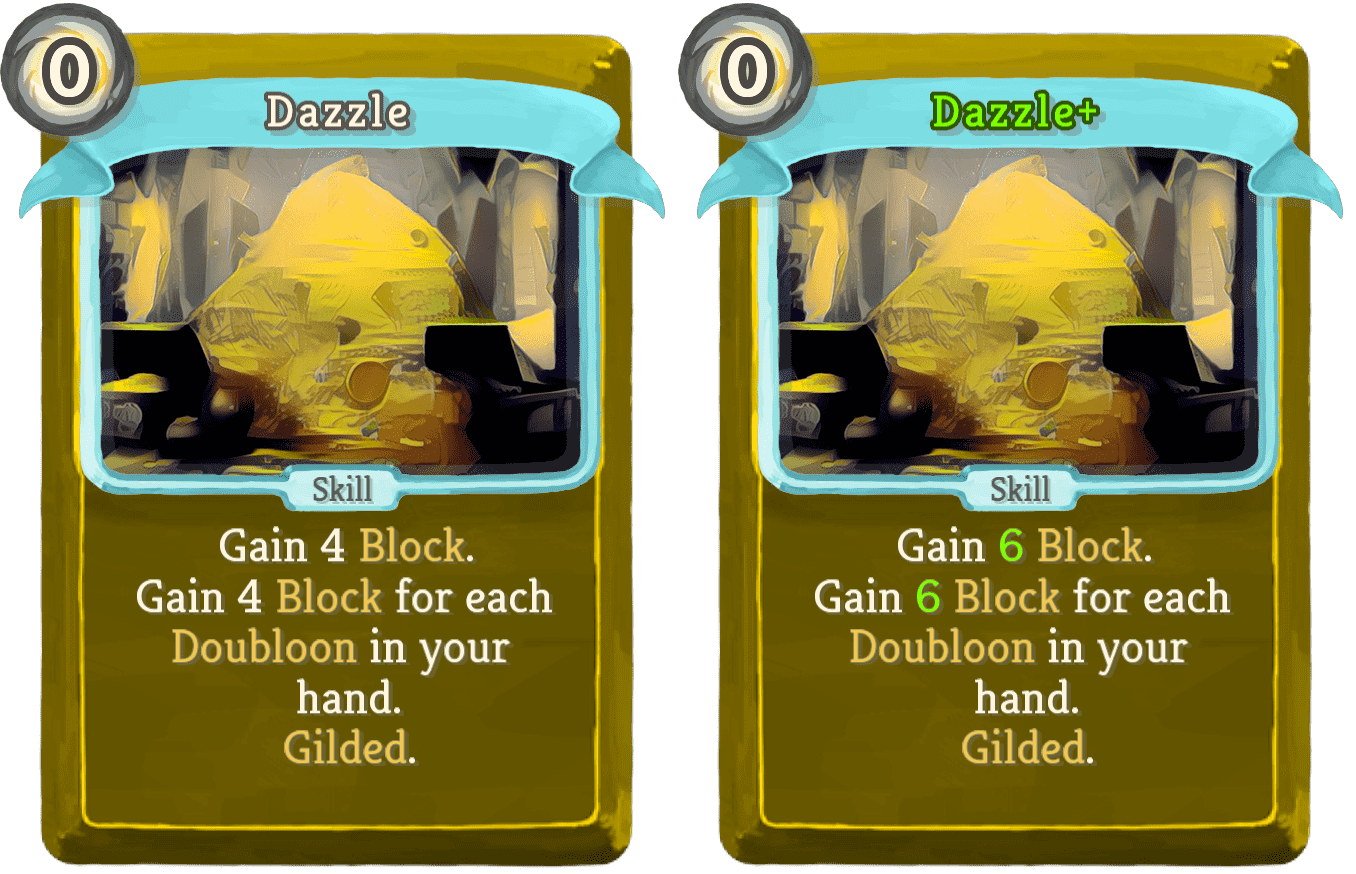 0
Dazzle
Skill
Gain 4 Block.
Gain 4 Block for each
Doubloon in your
hand.
Gilded.
0
Dazzle+
Skill
Gain 6 Block.
Gain 6 Block for each
Doubloon in your
hand.
Gilded.